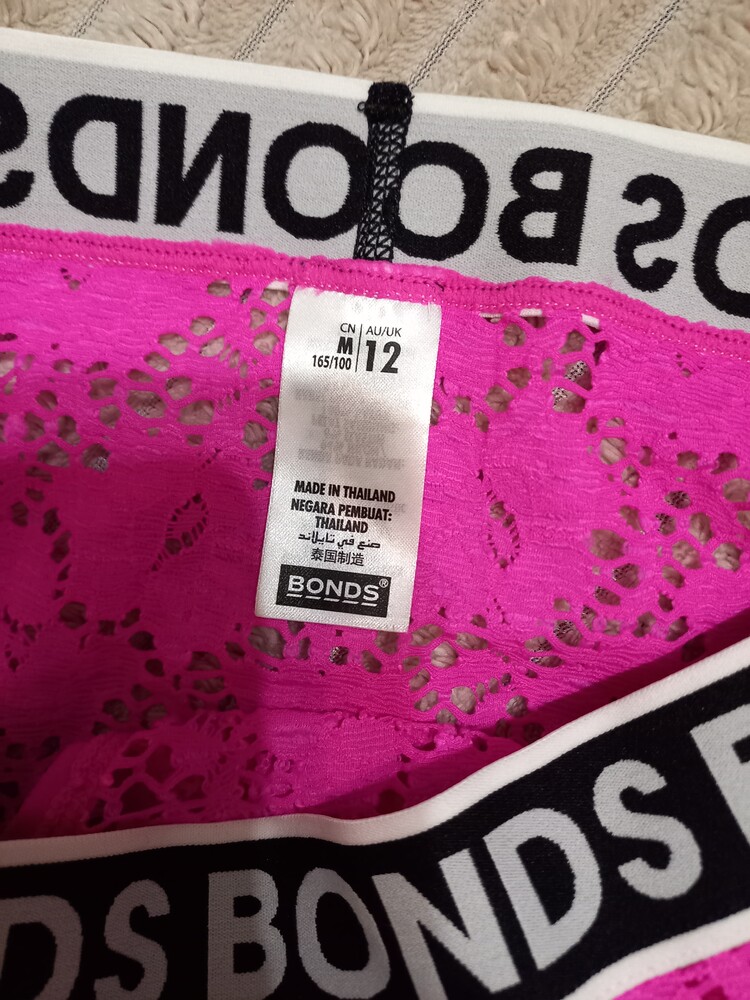 BONDS
BONDS
CN | AU/UK
M | 12
165/100
MADE IN THAILAND
NEGARA PEMBUAT:
THAILAND
صنع في تايلاند
泰国制造
BONDS®
DS BONDS B